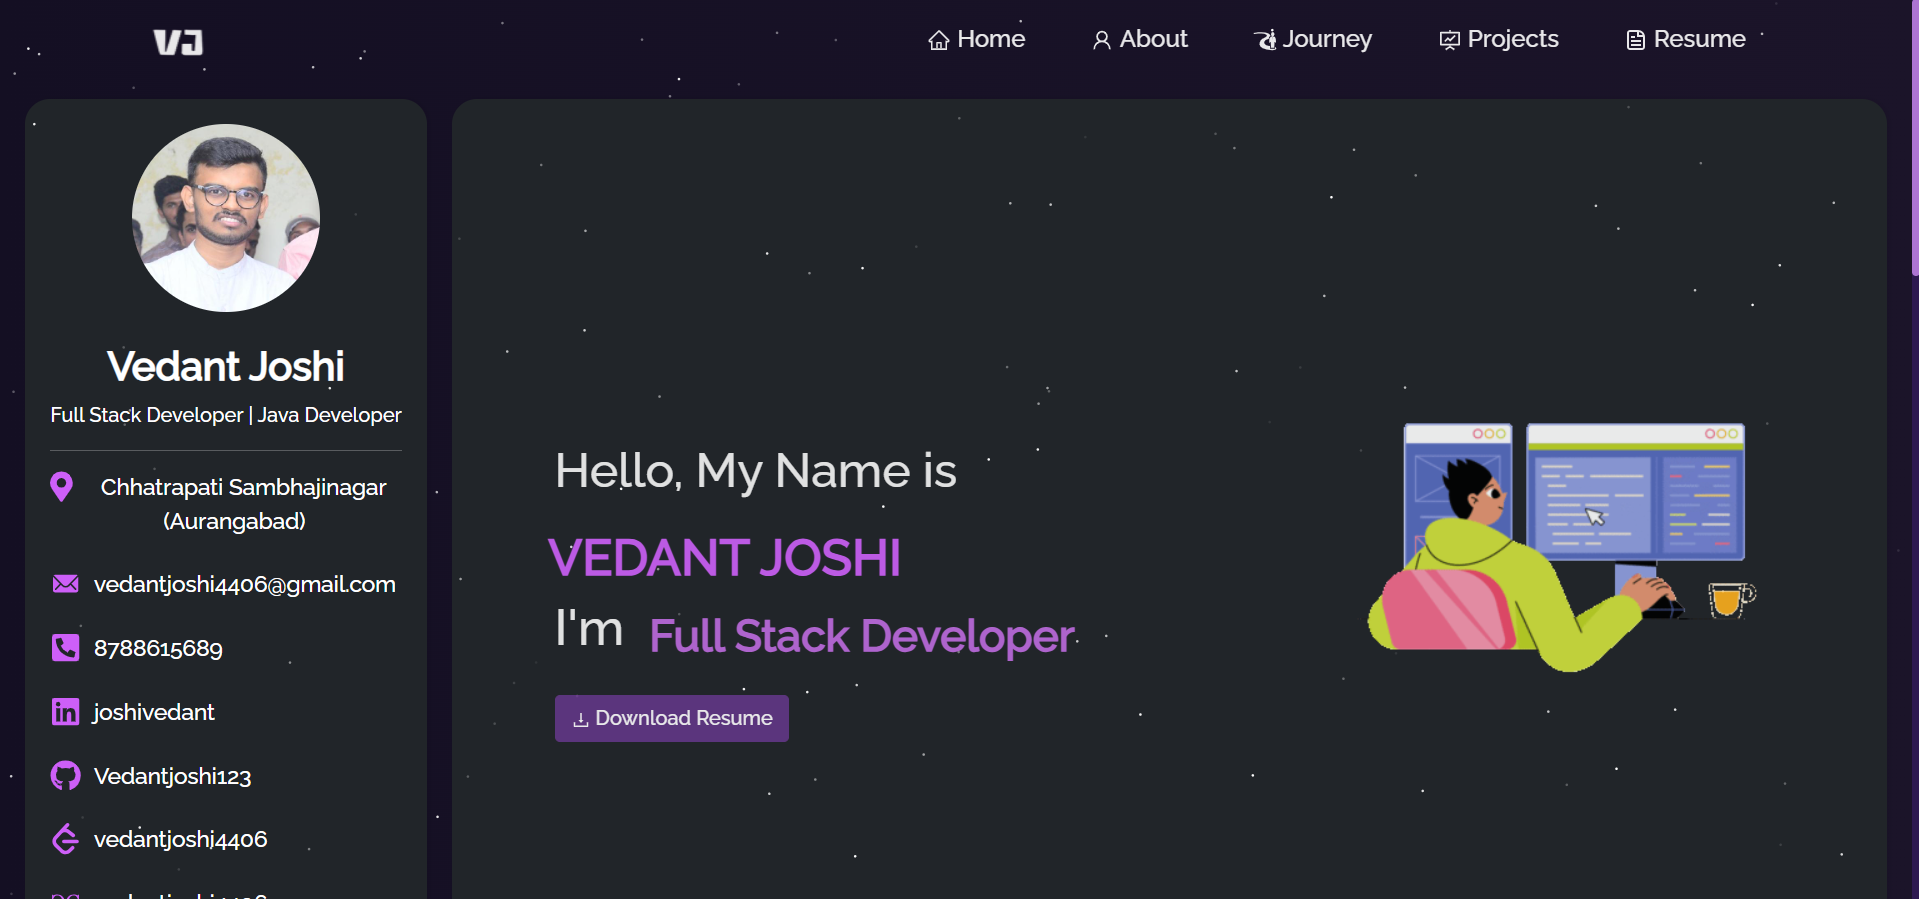 VJ
Home
About
Journey
Projects
Resume
Vedant Joshi
Full Stack Developer | Java Developer
Chhatrapati Sambhajinagar
(Aurangabad)
vedantjoshi4406@gmail.com
8788615689
joshivedant
Vedantjoshi123
vedantjoshi4406
Hello, My Name is
VEDANT JOSHI
I'm Full Stack Developer
Download Resume